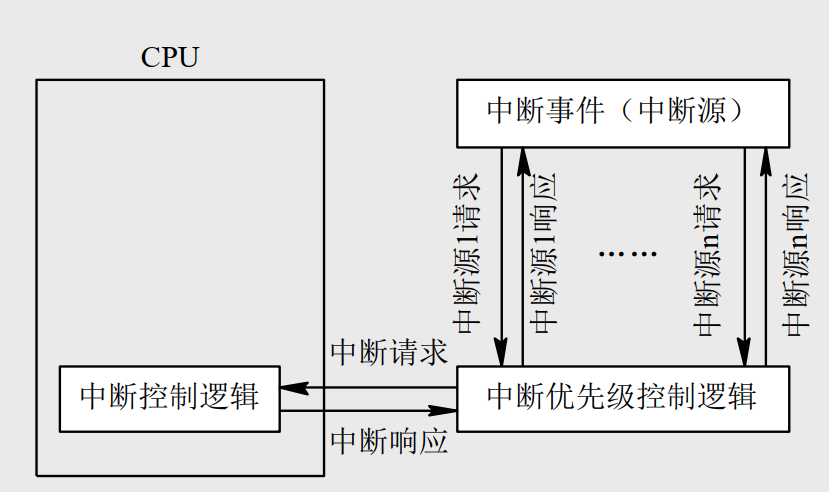 CPU
中断事件（中断源）
中断源1请求
中断源1响应
……
中断源n请求
中断源n响应
中断请求
中断控制逻辑
中断优先级控制逻辑
中断响应